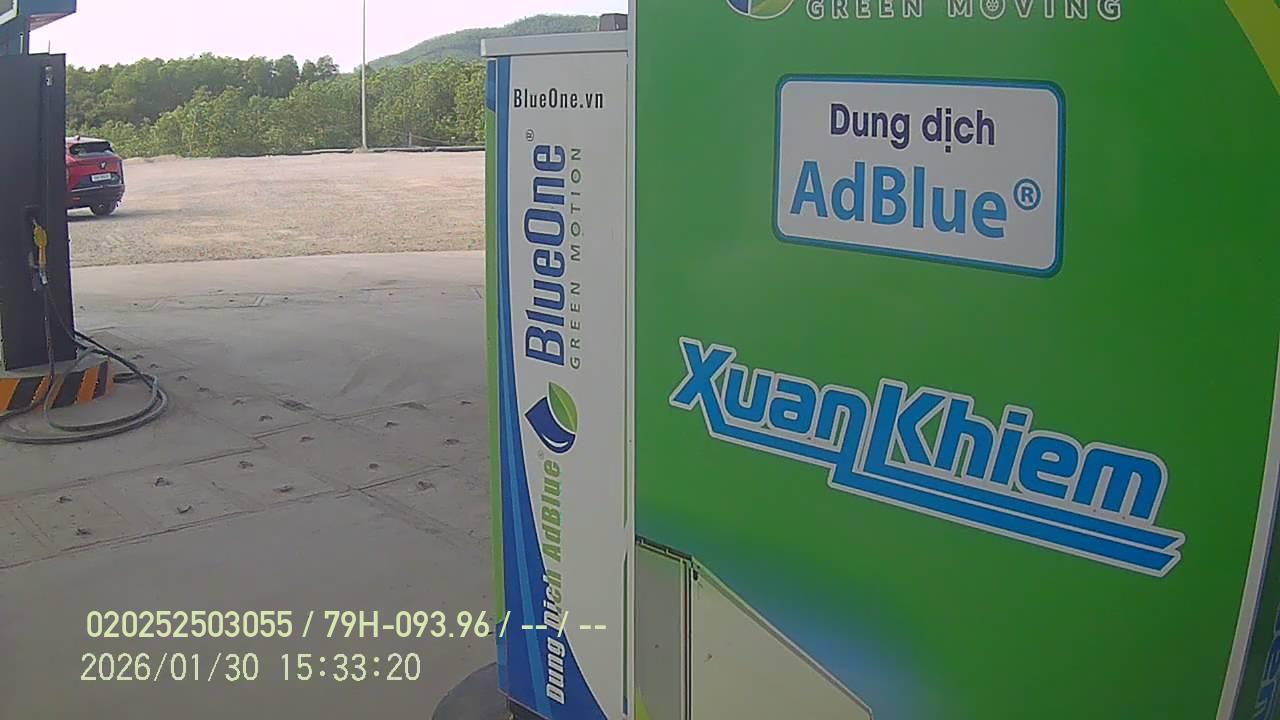 GREEN MOVING
BlueOne.vn
Dung dịch
AdBlue®
BlueOne®
GREEN MOTION
XuanKhiem
Dung Dịch AdBlue®
020252503055 / 79H-093.96 / -- / --
2026/01/30 15:33:20